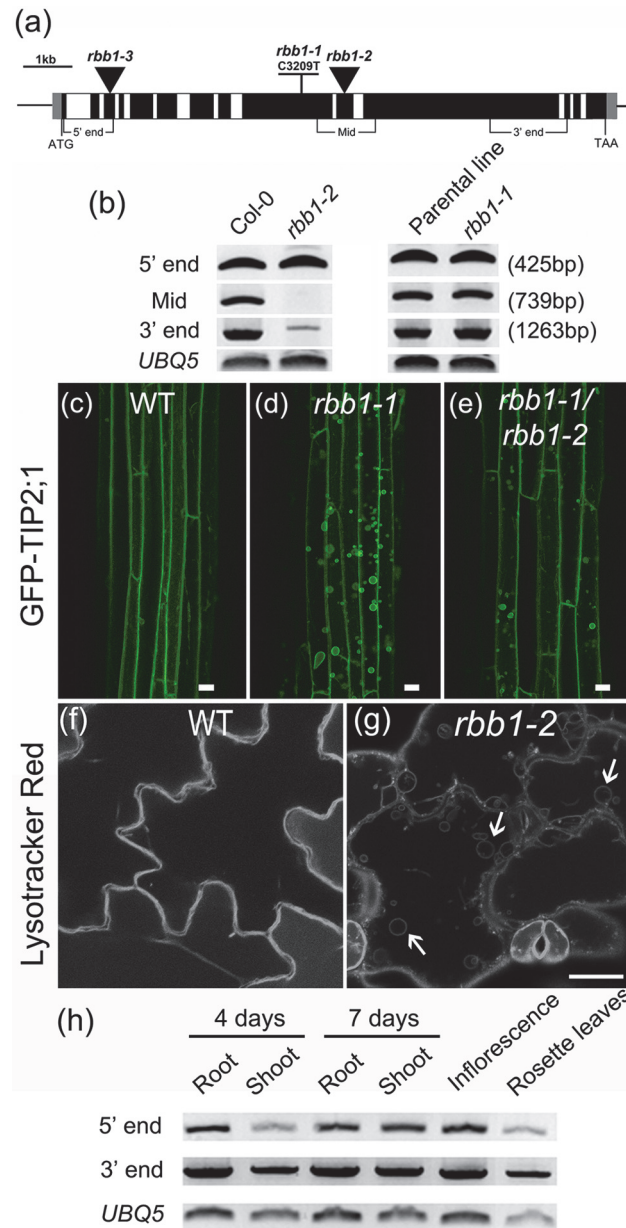 (a)
1kb
rbb1-3
rbb1-1
C3209T
rbb1-2
5' end
Mid
3' end
ATG
TAA
(b)
Col-0
rbb1-2
Parental line
rbb1-1
5' end
(425bp)
Mid
(739bp)
3' end
(1263bp)
UBQ5
GFP-TIP2;1
(c)
WT
(d)
rbb1-1
(e)
rbb1-1/
rbb1-2
Lysotracker Red
(f)
WT
(g)
rbb1-2
(h)
4 days
7 days
Root
Shoot
Root
Shoot
Inflorescence
Rosette leaves
5' end
3' end
UBQ5